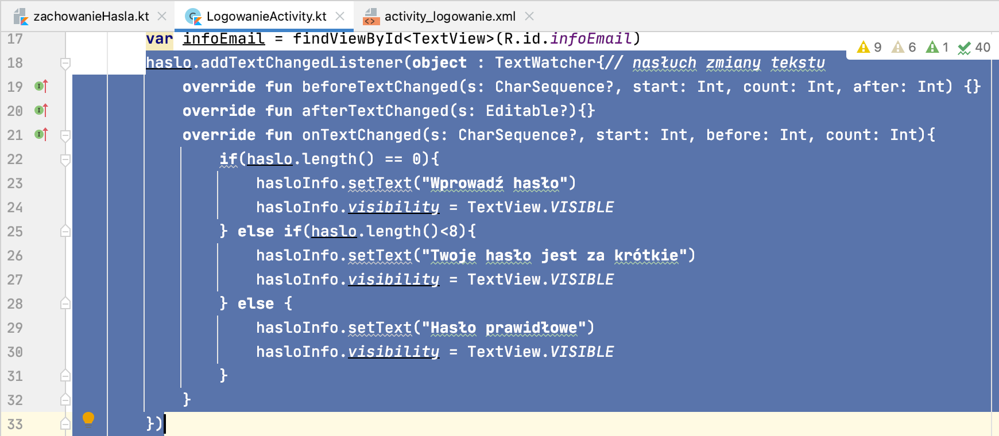 zachowanieHasla.kt LogowanieActivity.kt activity_logowanie.xml
17 var infoEmail = findViewById<TextView>(R.id.infoEmail)
9 6 1 40
18 haslo.addTextChangedListener(object : TextWatcher{// nasłuch zmiany tekstu
19 override fun beforeTextChanged(s: CharSequence?, start: Int, count: Int, after: Int) {}
20 override fun afterTextChanged(s: Editable?){}
21 override fun onTextChanged(s: CharSequence?, start: Int, before: Int, count: Int){
22 if(haslo.length() == 0){
23 hasloInfo.setText("Wprowadź hasło")
24 hasloInfo.visibility = TextView.VISIBLE
25 } else if(haslo.length()<8){
26 hasloInfo.setText("Twoje hasło jest za krótkie")
27 hasloInfo.visibility = TextView.VISIBLE
28 } else {
29 hasloInfo.setText("Hasło prawidłowe")
30 hasloInfo.visibility = TextView.VISIBLE
31 }
32 }
33 })